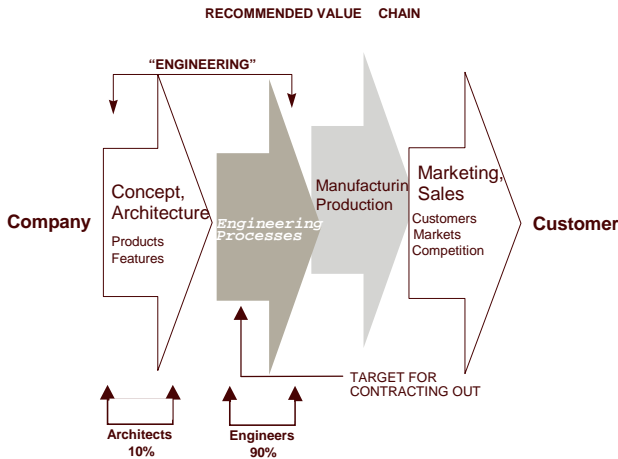 RECOMMENDED VALUE CHAIN
“ENGINEERING”
Company
Concept,
Architecture
Products
Features
Engineering
Processes
Manufacturin
Production
Marketing,
Sales
Customers
Markets
Competition
Customer
TARGET FOR
CONTRACTING OUT
Architects
10%
Engineers
90%